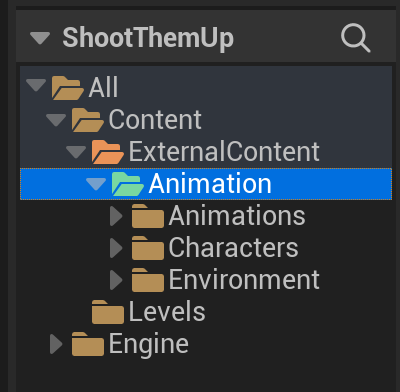 ShootThemUp
All
Content
ExternalContent
Animation
Animations
Characters
Environment
Levels
Engine